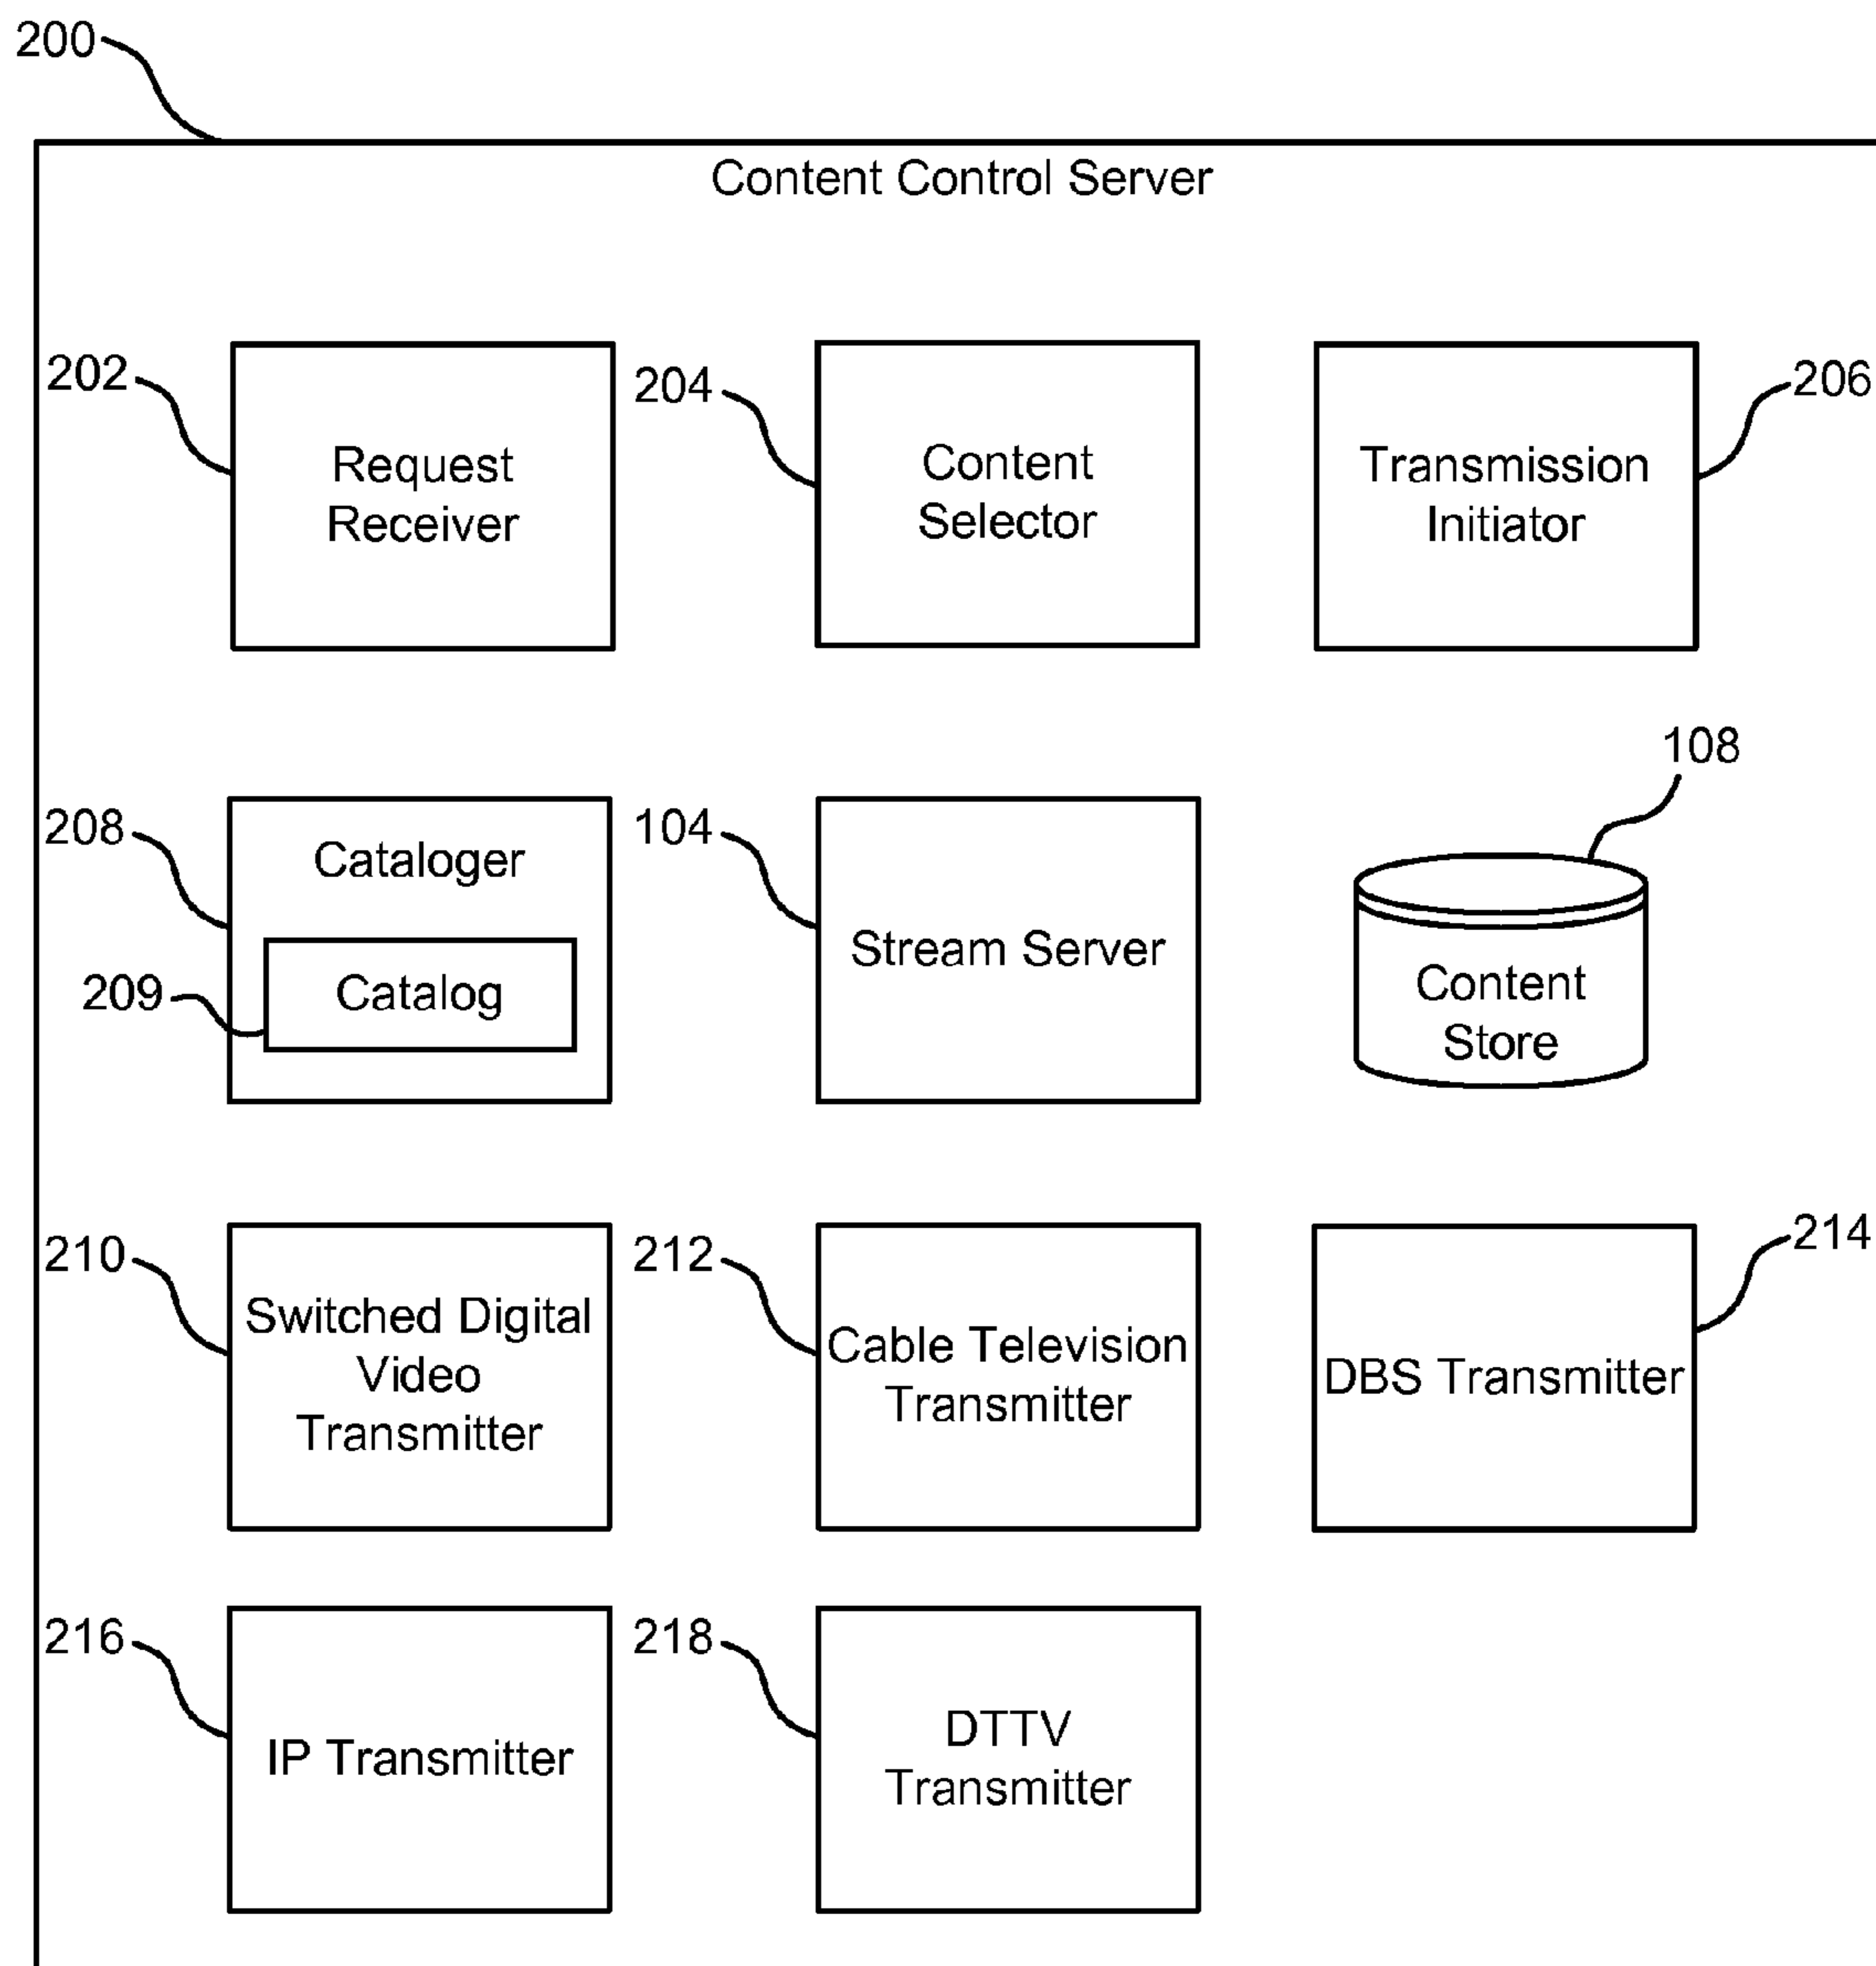 200
Content Control Server
202
Request
Receiver
204
Content
Selector
206
Transmission
Initiator
208
Cataloger
209
Catalog
104
Stream Server
108
Content
Store
210
Switched Digital
Video
Transmitter
212
Cable Television
Transmitter
214
DBS Transmitter
216
IP Transmitter
218
DTTV
Transmitter